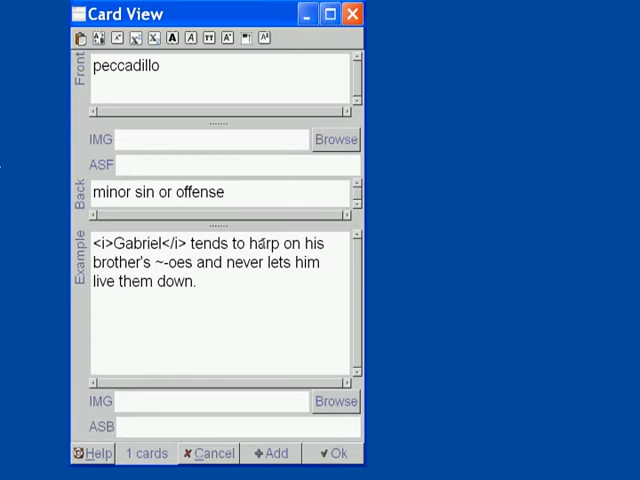 Card View
Front
peccadillo
IMG
Browse
ASF
Back
minor sin or offense
Example
<i>Gabriel</i> tends to harp on his
brother's ~-oes and never lets him
live them down.
IMG
Browse
ASB
Help
1 cards
Cancel
Add
Ok